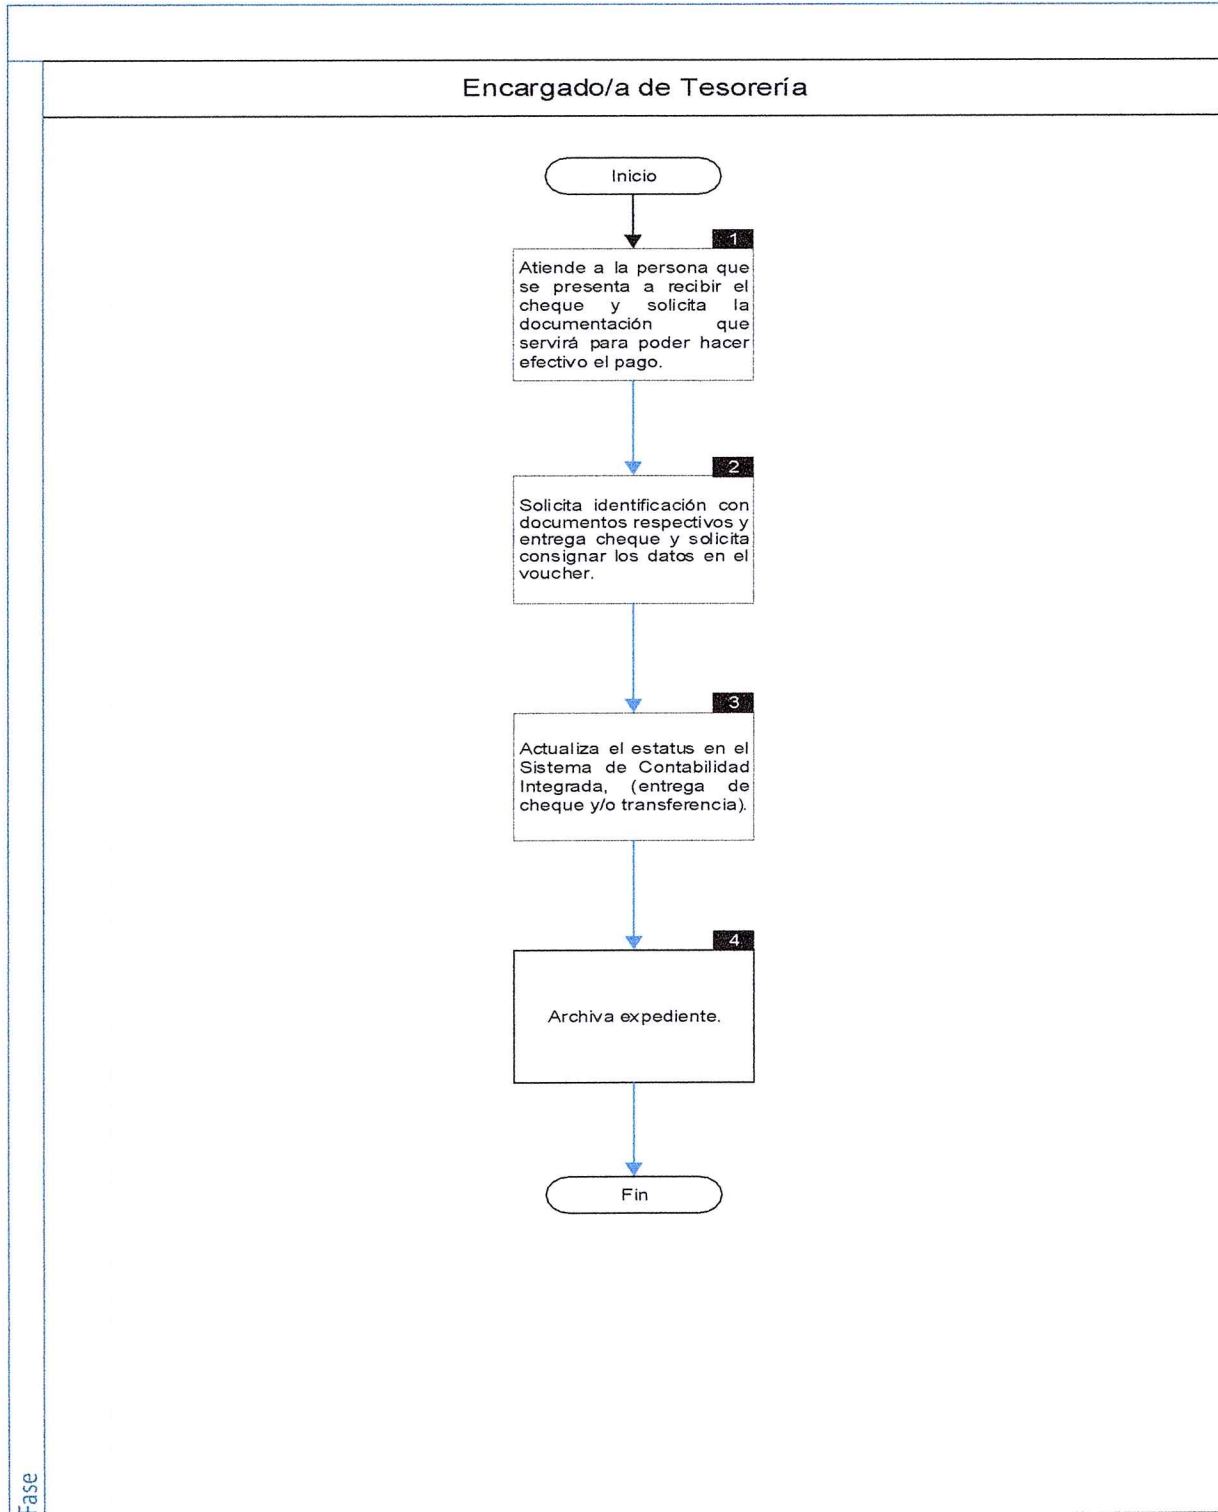 Encargado/a de Tesorería
Inicio
1
Atiende a la persona que
se presenta a recibir el
cheque y solicita la
documentación que
servirá para poder hacer
efectivo el pago.
2
Solicita identificación con
documentos respectivos y
entrega cheque y solicita
consignar los datos en el
voucher.
3
Actualiza el estatus en el
Sistema de Contabilidad
Integrada, (entrega de
cheque y/o transferencia).
4
Archiva expediente.
Fin
Fase